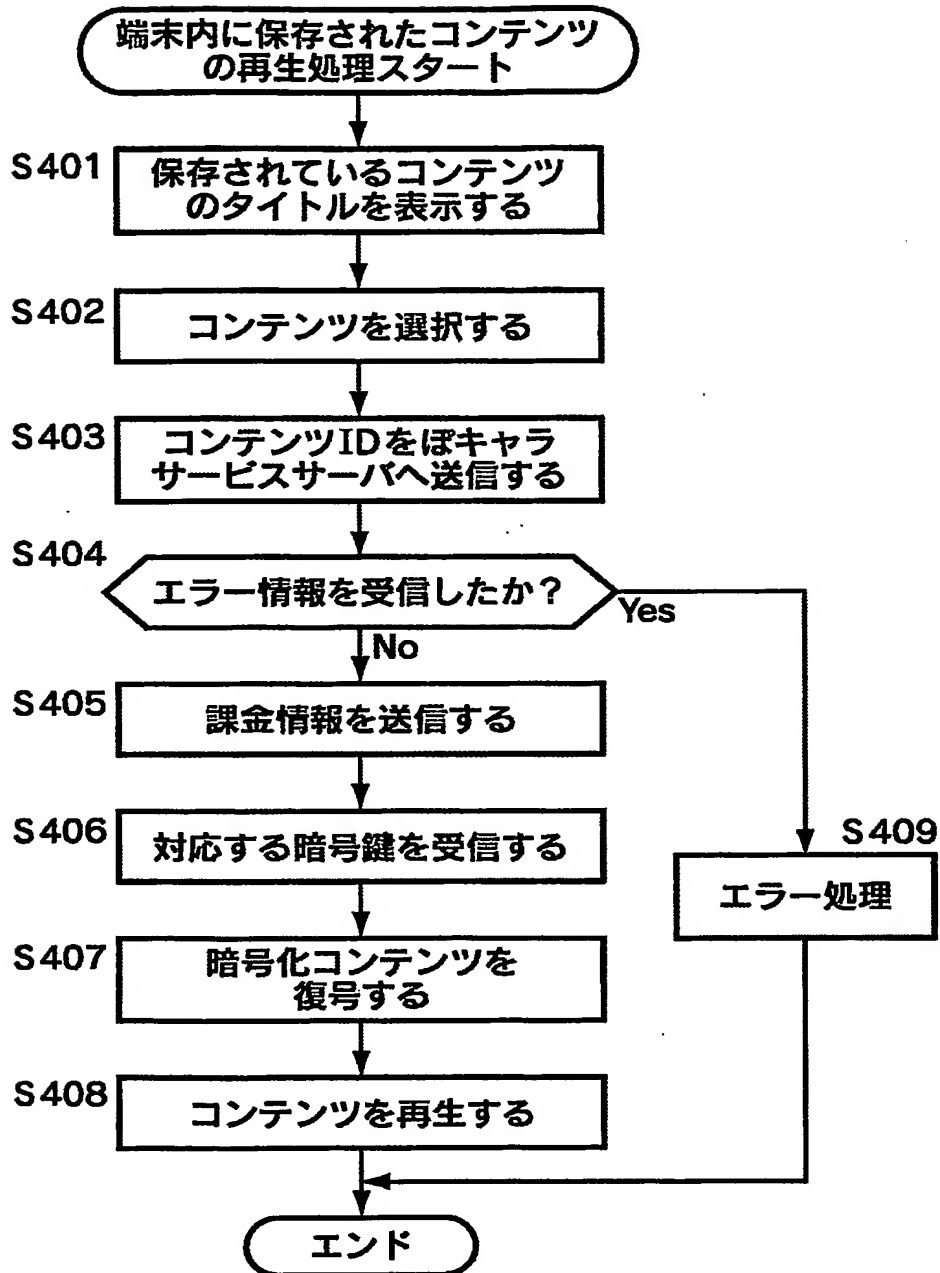 端末内に保存されたコンテンツ
の再生処理スタート
S401
保存されているコンテンツ
のタイトルを表示する
S402
コンテンツを選択する
S403
コンテンツIDをぽキャラ
サービスサーバへ送信する
S404
エラー情報を受信したか?
Yes
No
S405
課金情報を送信する
S406
対応する暗号鍵を受信する
S409
エラー処理
S407
暗号化コンテンツを
復号する
S408
コンテンツを再生する
エンド